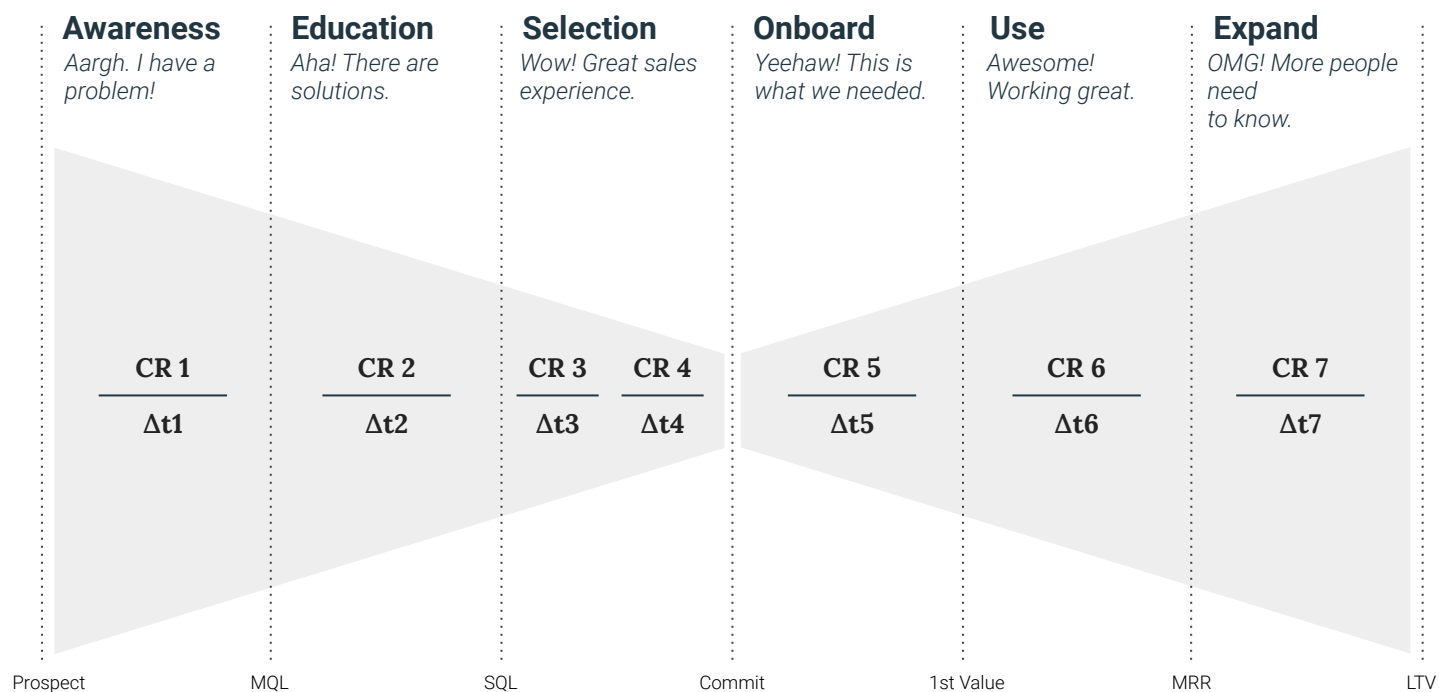 Awareness
Aargh. I have a
problem!
Education
Aha! There are
solutions.
Selection
Wow! Great sales
experience.
Onboard
Yeehaw! This is
what we needed.
Use
Awesome!
Working great.
Expand
OMG! More people
need
to know.
CR 1
Δt1
CR 2
Δt2
CR 3
Δt3
CR 4
Δt4
CR 5
Δt5
CR 6
Δt6
CR 7
Δt7
Prospect
MQL
SQL
Commit
1st Value
MRR
LTV